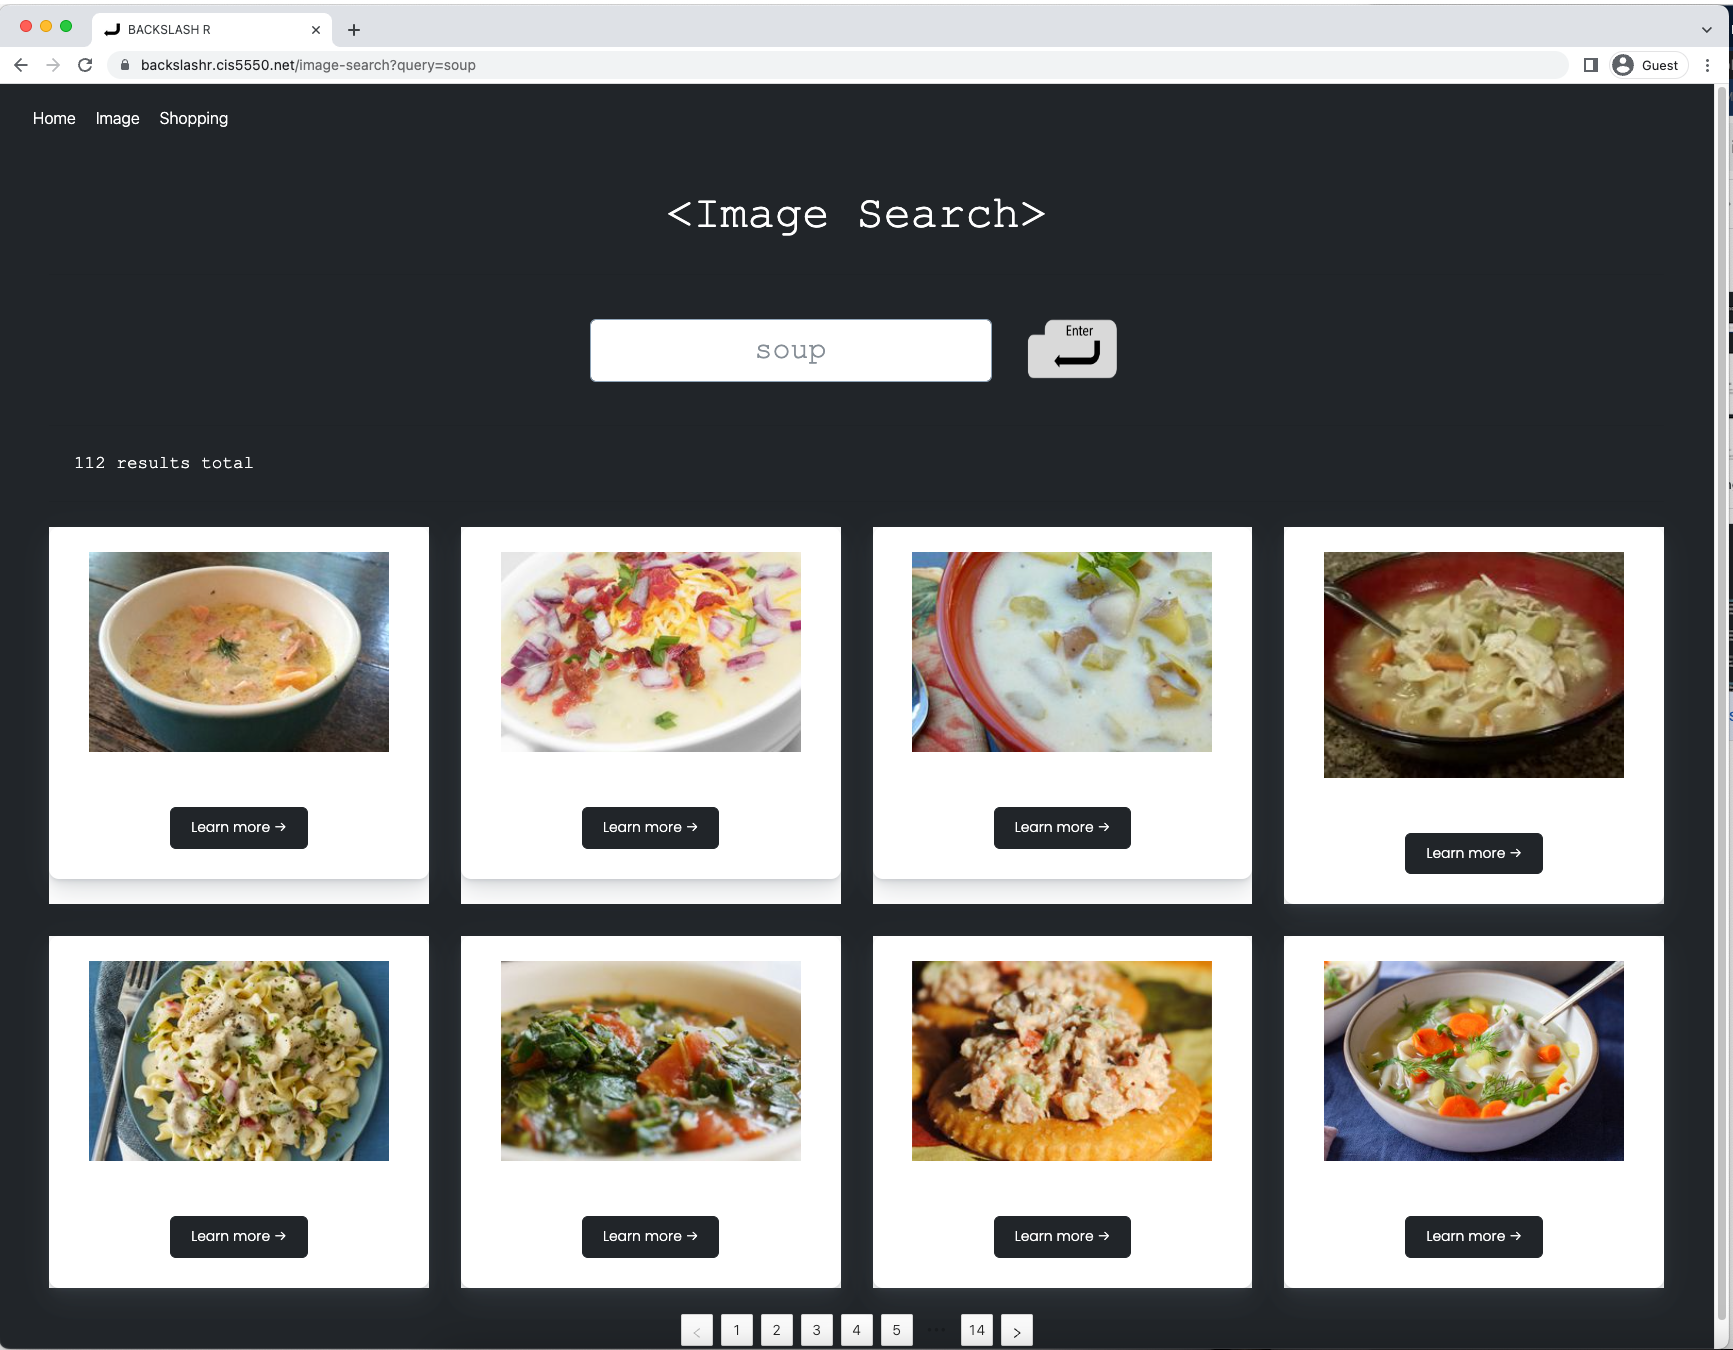 BACKSLASH R
backslashr.cis5550.net/image-search?query=soup
Guest
Home Image Shopping
<Image Search>
soup
Enter
112 results total
Learn more → Learn more → Learn more → Learn more →
Learn more → Learn more → Learn more → Learn more →
< 1 2 3 4 5 ••• 14 >